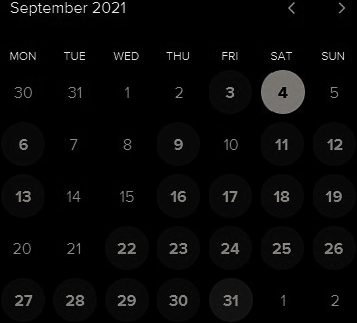 September 2021
MON TUE WED THU FRI SAT SUN
30 31 1 2 3 4 5
6 7 8 9 10 11 12
13 14 15 16 17 18 19
20 21 22 23 24 25 26
27 28 29 30 31 1 2